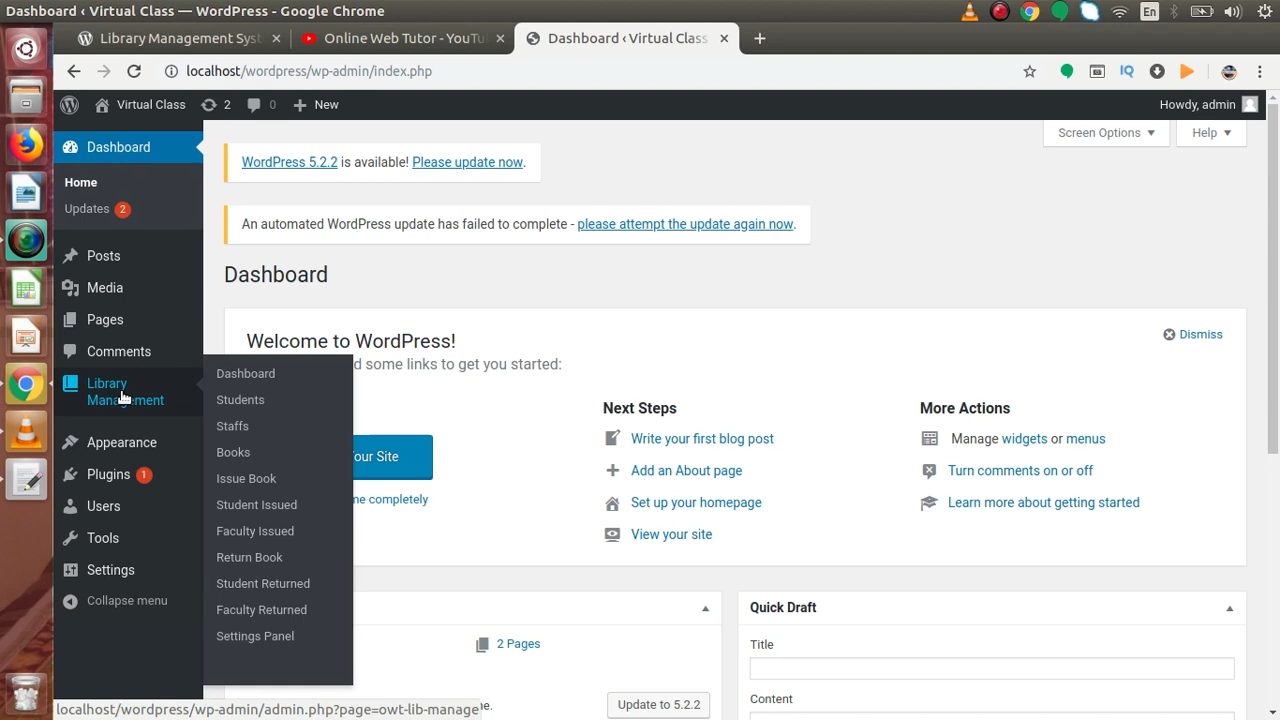 Dashboard ‹ Virtual Class — WordPress - Google Chrome
En
Library Management Syst
Online Web Tutor - YouTu
Dashboard ‹ Virtual Class
localhost/wordpress/wp-admin/index.php
IQ
Virtual Class
2
0
New
Howdy, admin
Dashboard
Home
Updates 2
Posts
Media
Pages
Comments
Library
Management
Appearance
Plugins 1
Users
Tools
Settings
Collapse menu
Dashboard
Students
Staffs
Books
Issue Book
Student Issued
Faculty Issued
Return Book
Student Returned
Faculty Returned
Settings Panel
Screen Options
Help
WordPress 5.2.2 is available! Please update now.
An automated WordPress update has failed to complete - please attempt the update again now.
Dashboard
Welcome to WordPress!
Dismiss
d some links to get you started:
our Site
me completely
Next Steps
Write your first blog post
Add an About page
Set up your homepage
View your site
More Actions
Manage widgets or menus
Turn comments on or off
Learn more about getting started
2 Pages
Update to 5.2.2
e.
Quick Draft
Title
Content
localhost/wordpress/wp-admin/admin.php?page=owt-lib-manage